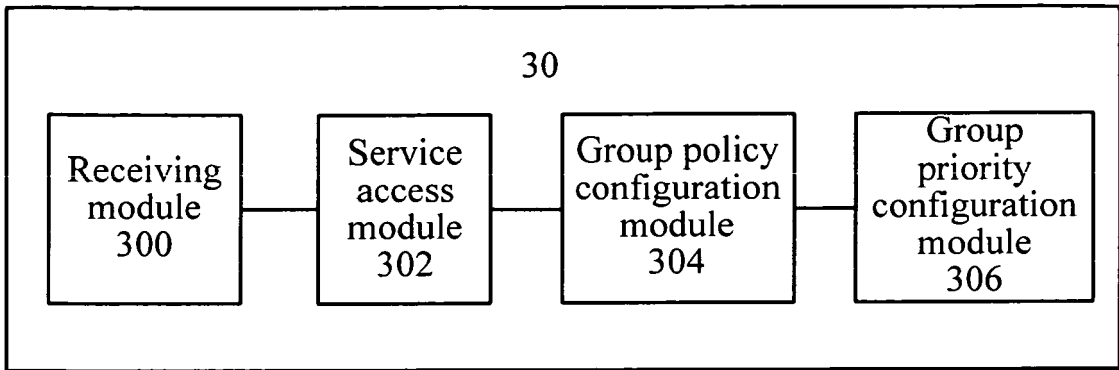 30
Receiving
module
300
Service
access
module
302
Group policy
configuration
module
304
Group
priority
configuration
module
306